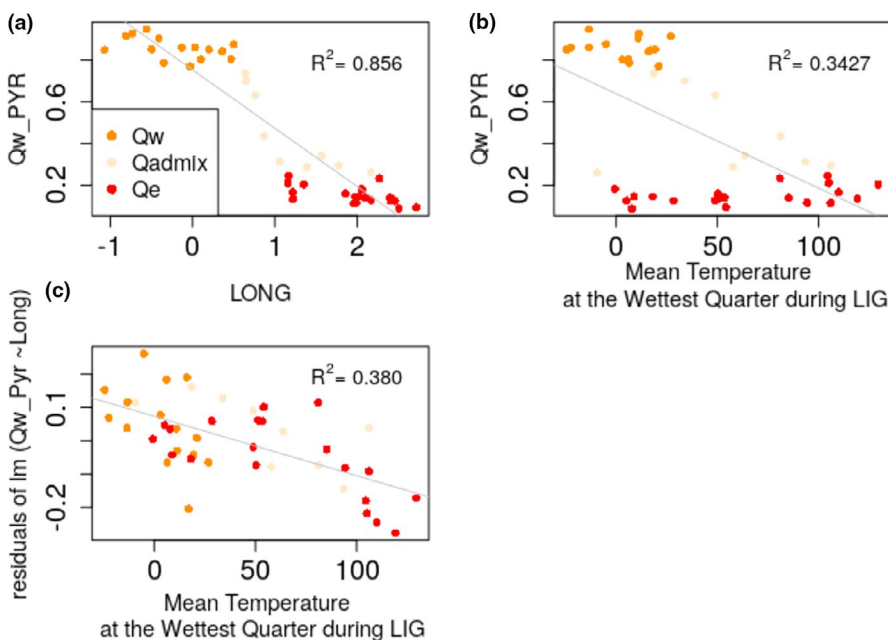 (a)
Qw_PYR
0.6
0.2
R²= 0.856
Qw
Qadmix
Qe
-1
0
1
2
LONG
(b)
Qw_PYR
0.6
0.2
R²= 0.3427
0
50
100
Mean Temperature
at the Wettest Quarter during LIG
(c)
residuals of lm (Qw_Pyr ~Long)
0.1
-0.2
R²= 0.380
0
50
100
Mean Temperature
at the Wettest Quarter during LIG